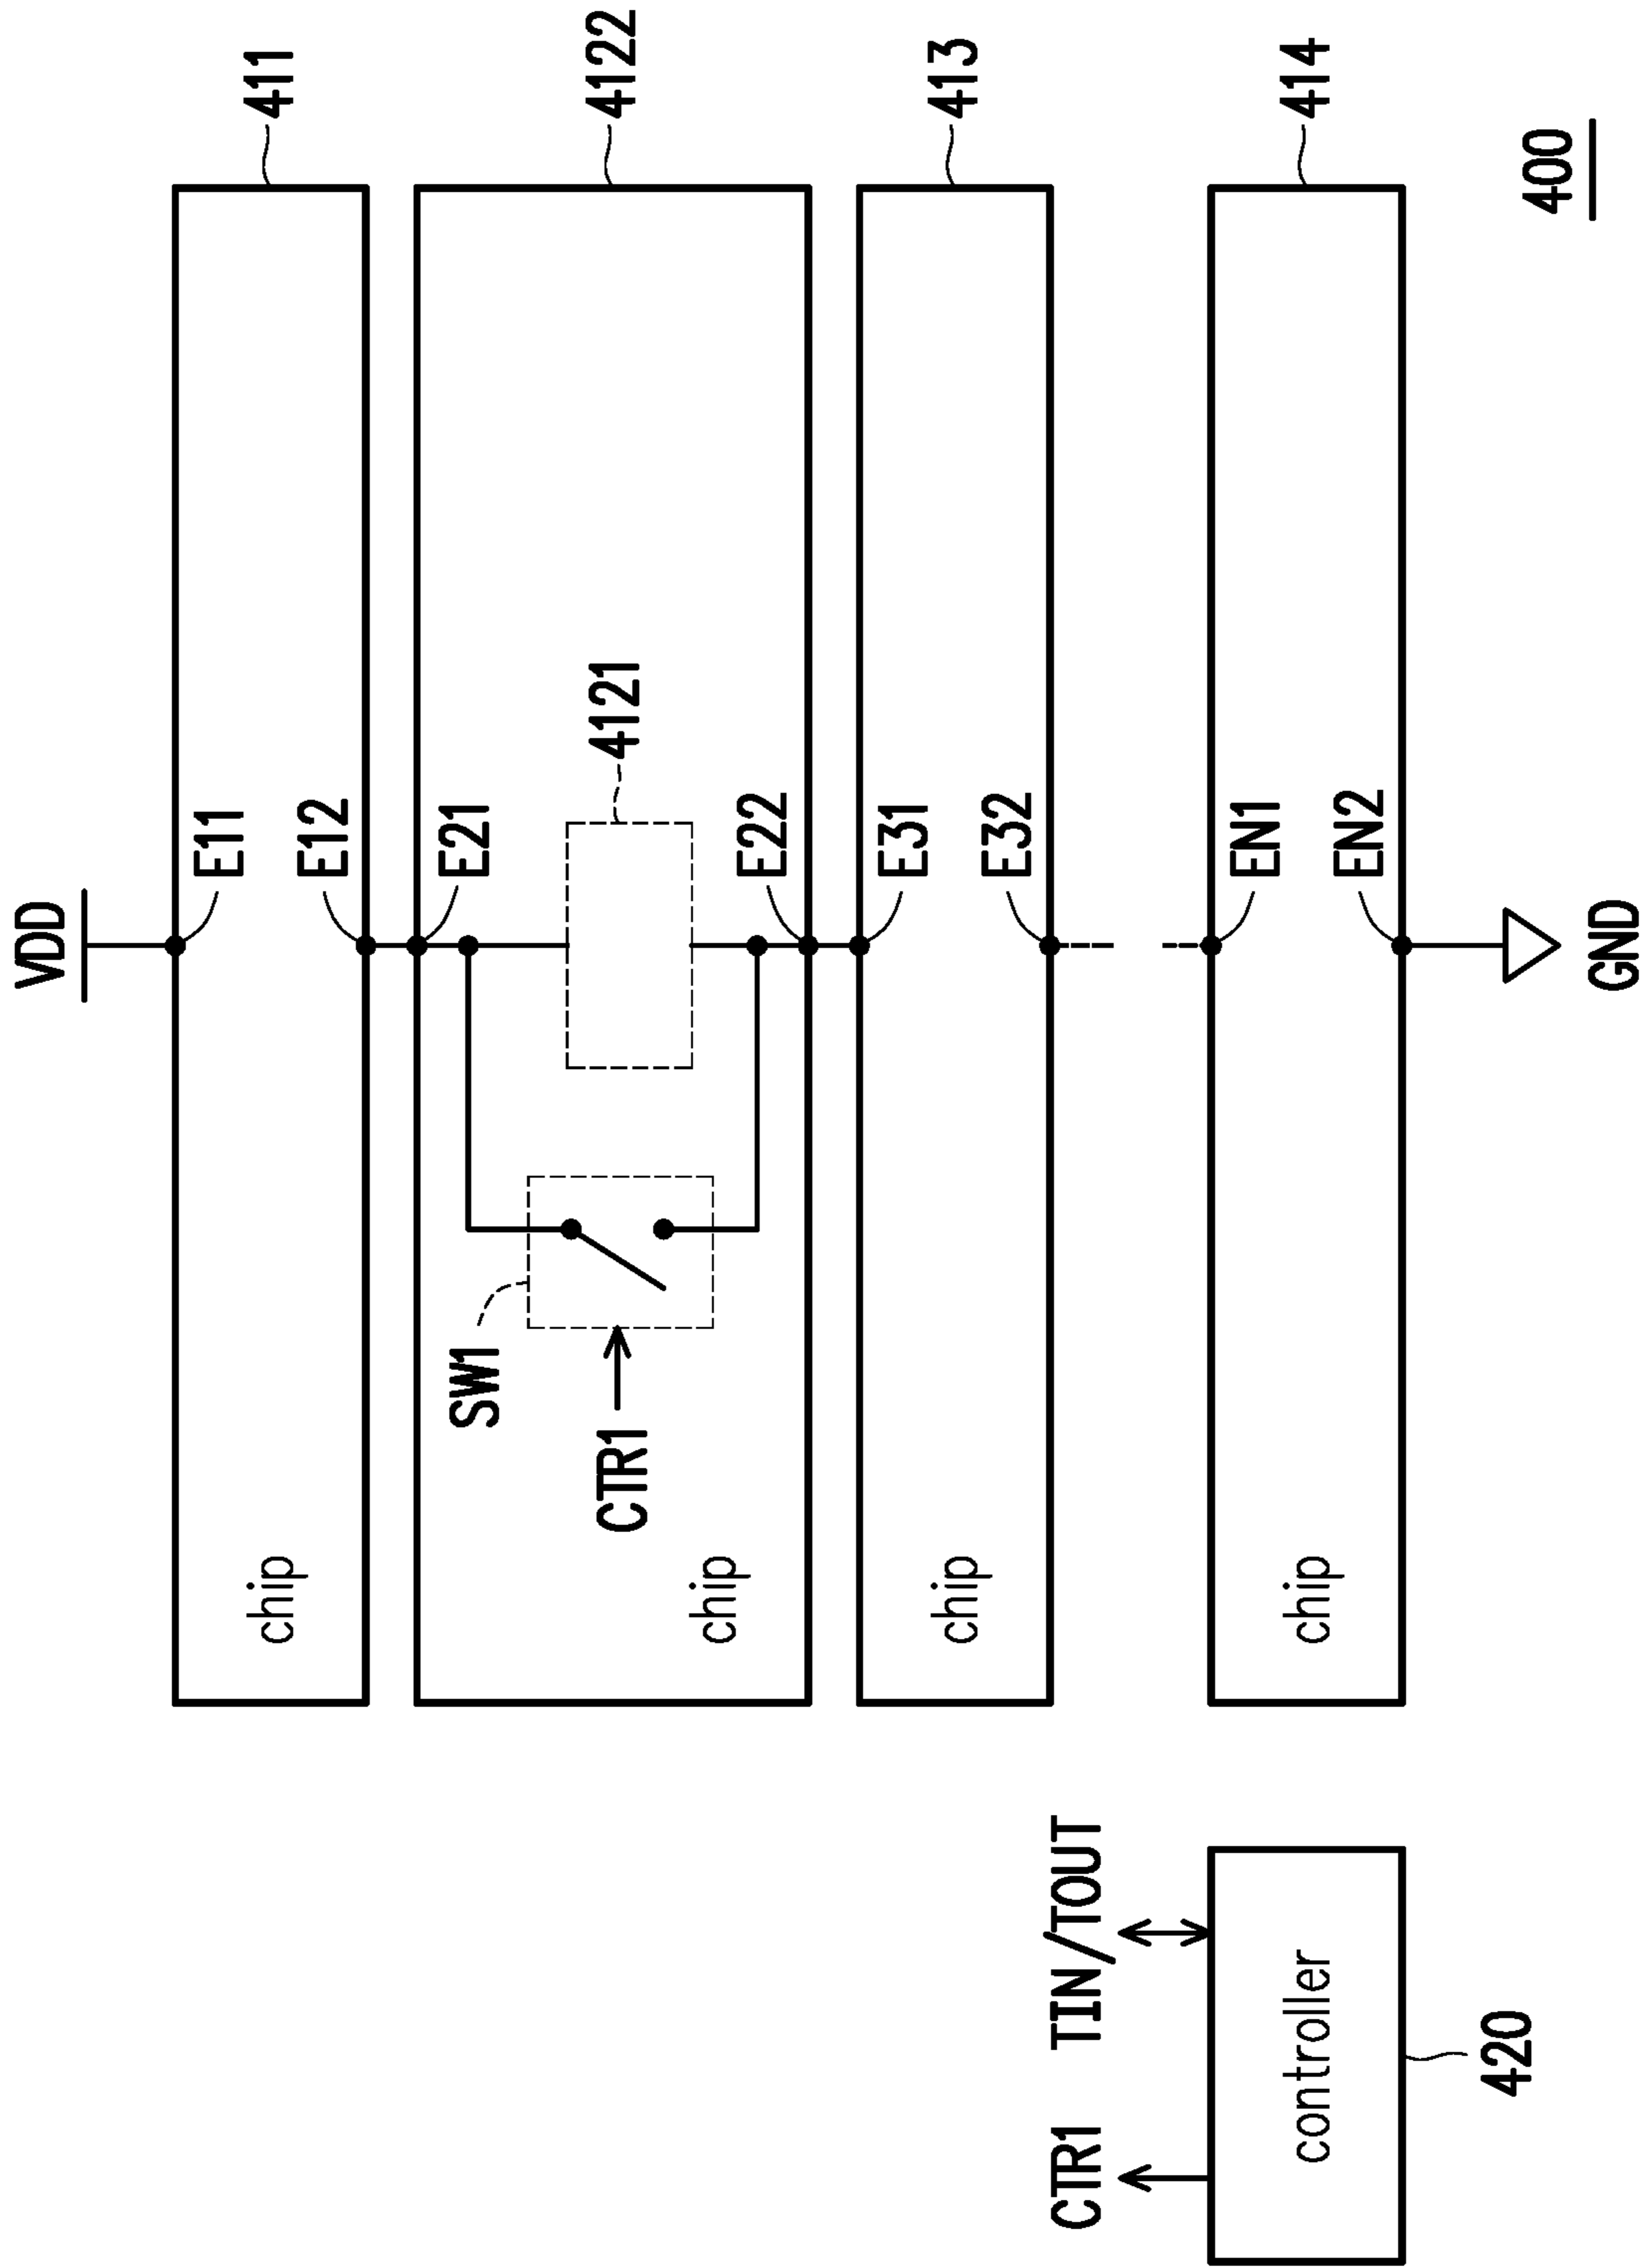 VDD
E11
411
chip
E12
E21
4122
SW1
CTR1
4121
chip
E22
E31
413
chip
E32
EN1
414
chip
EN2
GND
CTR1
TIN/TOUT
controller
420
400